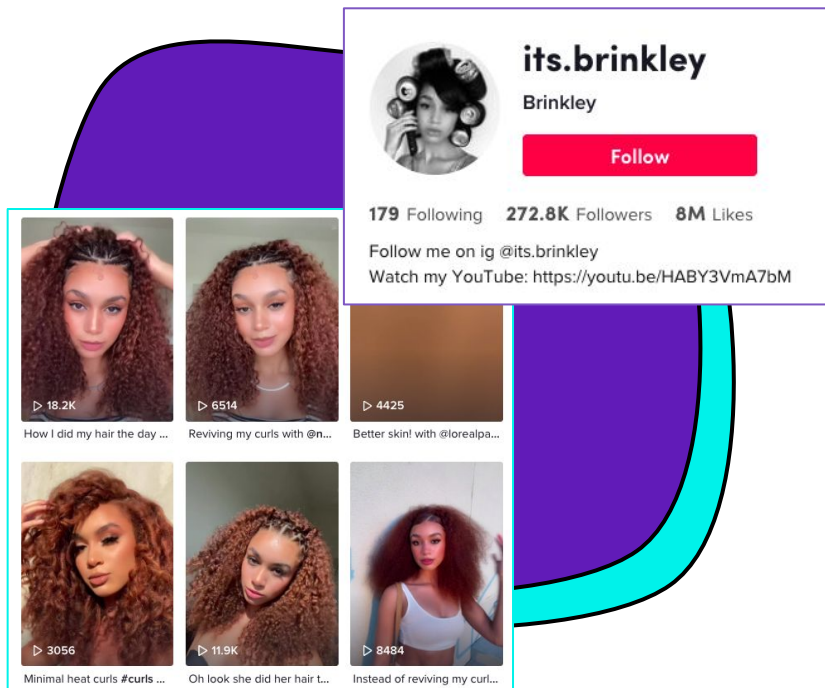 its.brinkley
Brinkley
Follow
179 Following 272.8K Followers 8M Likes
Follow me on ig @its.brinkley
Watch my YouTube: https://youtu.be/HABY3VmA7bM
18.2K
6514
4425
How I did my hair the day ...
Reviving my curls with @n...
Better skin! with @lorealpa...
3056
11.9K
8484
Minimal heat curls #curls ...
Oh look she did her hair t...
Instead of reviving my curl...